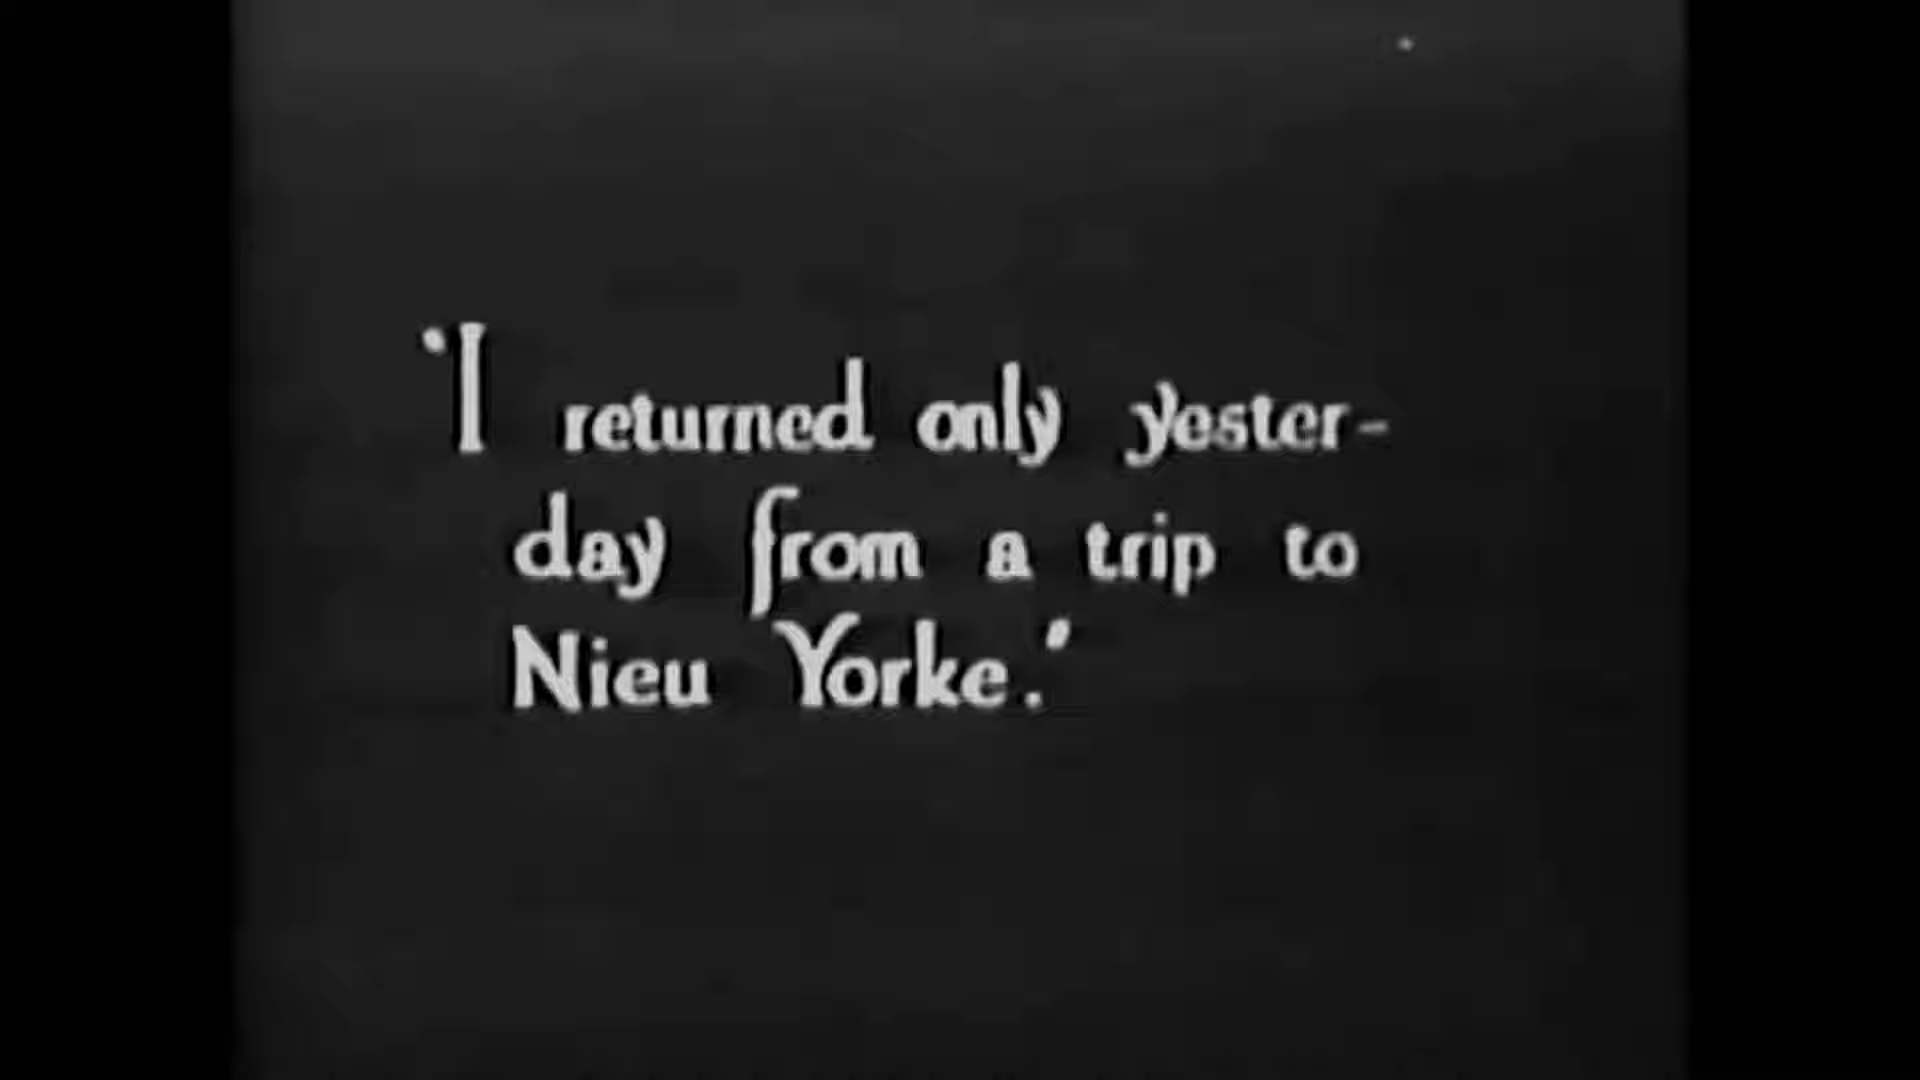 'I returned only yester-
day from a trip to
Nieu Yorke.'